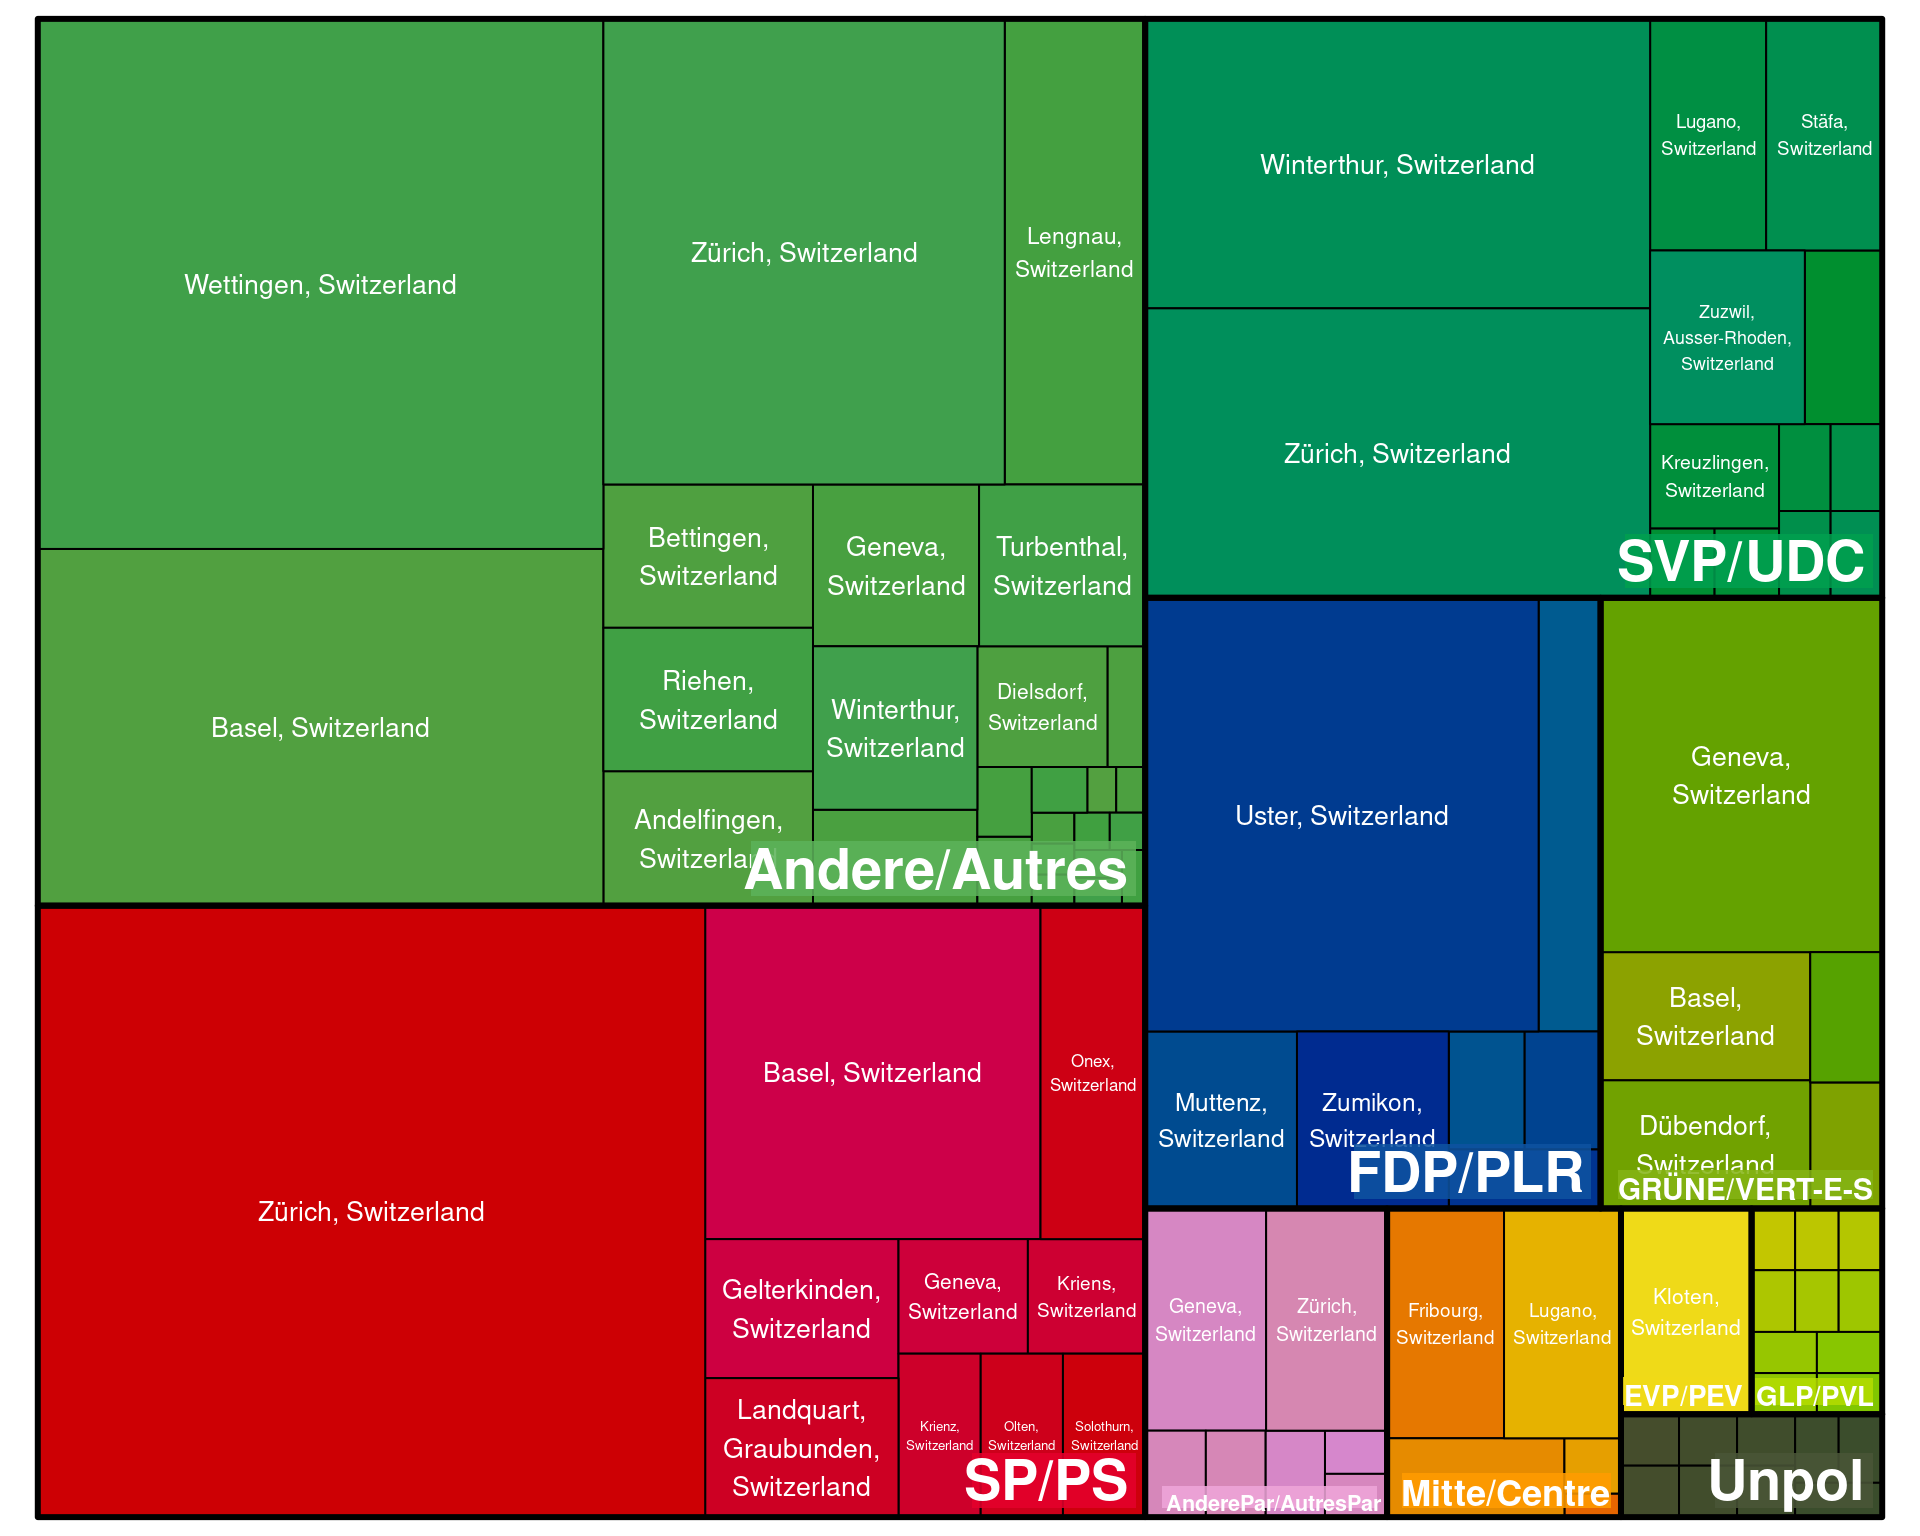 Wettingen, Switzerland
Zürich, Switzerland
Lengnau,
Switzerland
Basel, Switzerland
Bettingen,
Switzerland
Geneva,
Switzerland
Turbenthal,
Switzerland
Riehen,
Switzerland
Winterthur,
Switzerland
Dielsdorf,
Switzerland
Andelfingen,
Switzerland
Andere/Autres
Zürich, Switzerland
Basel, Switzerland
Onex,
Switzerland
Gelterkinden,
Switzerland
Geneva,
Switzerland
Kriens,
Switzerland
Landquart,
Graubunden,
Switzerland
Krienz,
Switzerland
Olten,
Switzerland
Solothurn,
Switzerland
SP/PS
Winterthur, Switzerland
Lugano,
Switzerland
Stäfa,
Switzerland
Zürich, Switzerland
Zuzwil,
Ausser-Rhoden,
Switzerland
Kreuzlingen,
Switzerland
SVP/UDC
Uster, Switzerland
Muttenz,
Switzerland
Zumikon,
Switzerland
FDP/PLR
Geneva,
Switzerland
Basel,
Switzerland
Dübendorf,
Switzerland
GRÜNE/VERT-E-S
Geneva,
Switzerland
Zürich,
Switzerland
AnderePar/AutresPar
Fribourg,
Switzerland
Lugano,
Switzerland
Mitte/Centre
Kloten,
Switzerland
EVP/PEV
GLP/PVL
Unpol